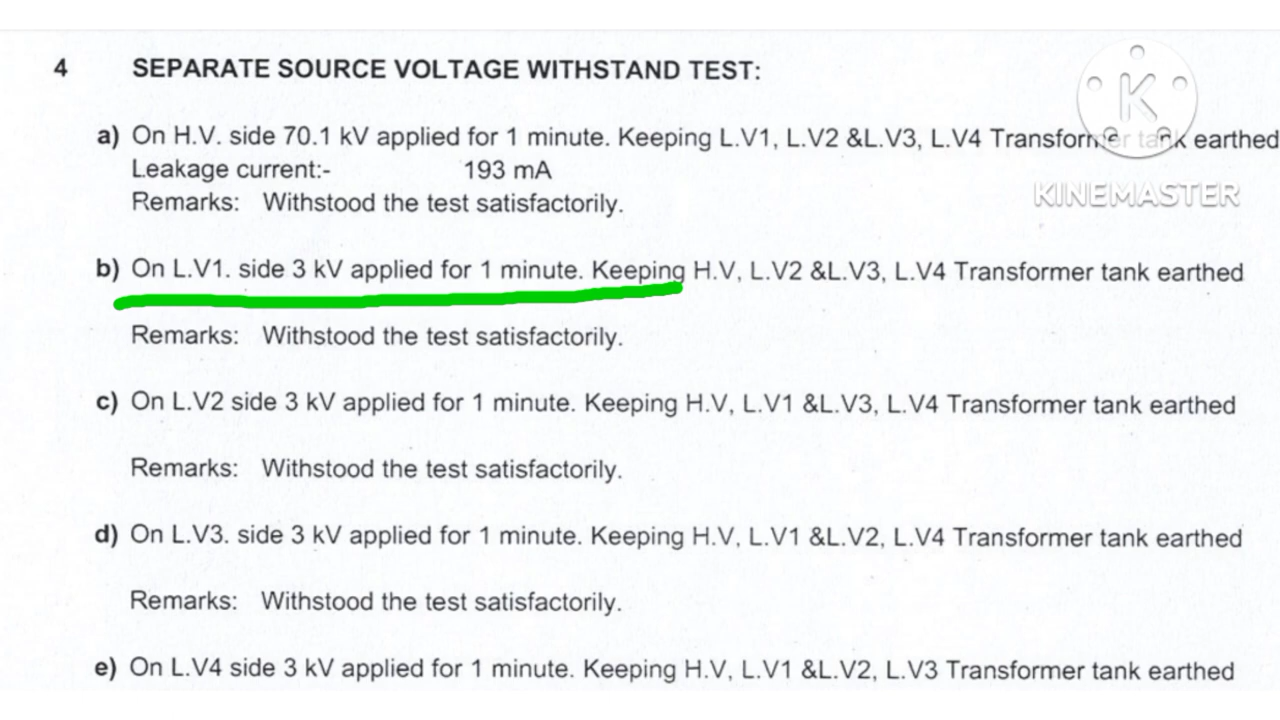 4 SEPARATE SOURCE VOLTAGE WITHSTAND TEST:
a) On H.V. side 70.1 kV applied for 1 minute. Keeping L.V1, L.V2 &L.V3, L.V4 Transformer tank earthed
Leakage current:- 193 mA
Remarks: Withstood the test satisfactorily.
KINEMASTER
b) On L.V1. side 3 kV applied for 1 minute. Keeping H.V, L.V2 &L.V3, L.V4 Transformer tank earthed
Remarks: Withstood the test satisfactorily.
c) On L.V2 side 3 kV applied for 1 minute. Keeping H.V, L.V1 &L.V3, L.V4 Transformer tank earthed
Remarks: Withstood the test satisfactorily.
d) On L.V3. side 3 kV applied for 1 minute. Keeping H.V, L.V1 &L.V2, L.V4 Transformer tank earthed
Remarks: Withstood the test satisfactorily.
e) On L.V4 side 3 kV applied for 1 minute. Keeping H.V, L.V1 &L.V2, L.V3 Transformer tank earthed